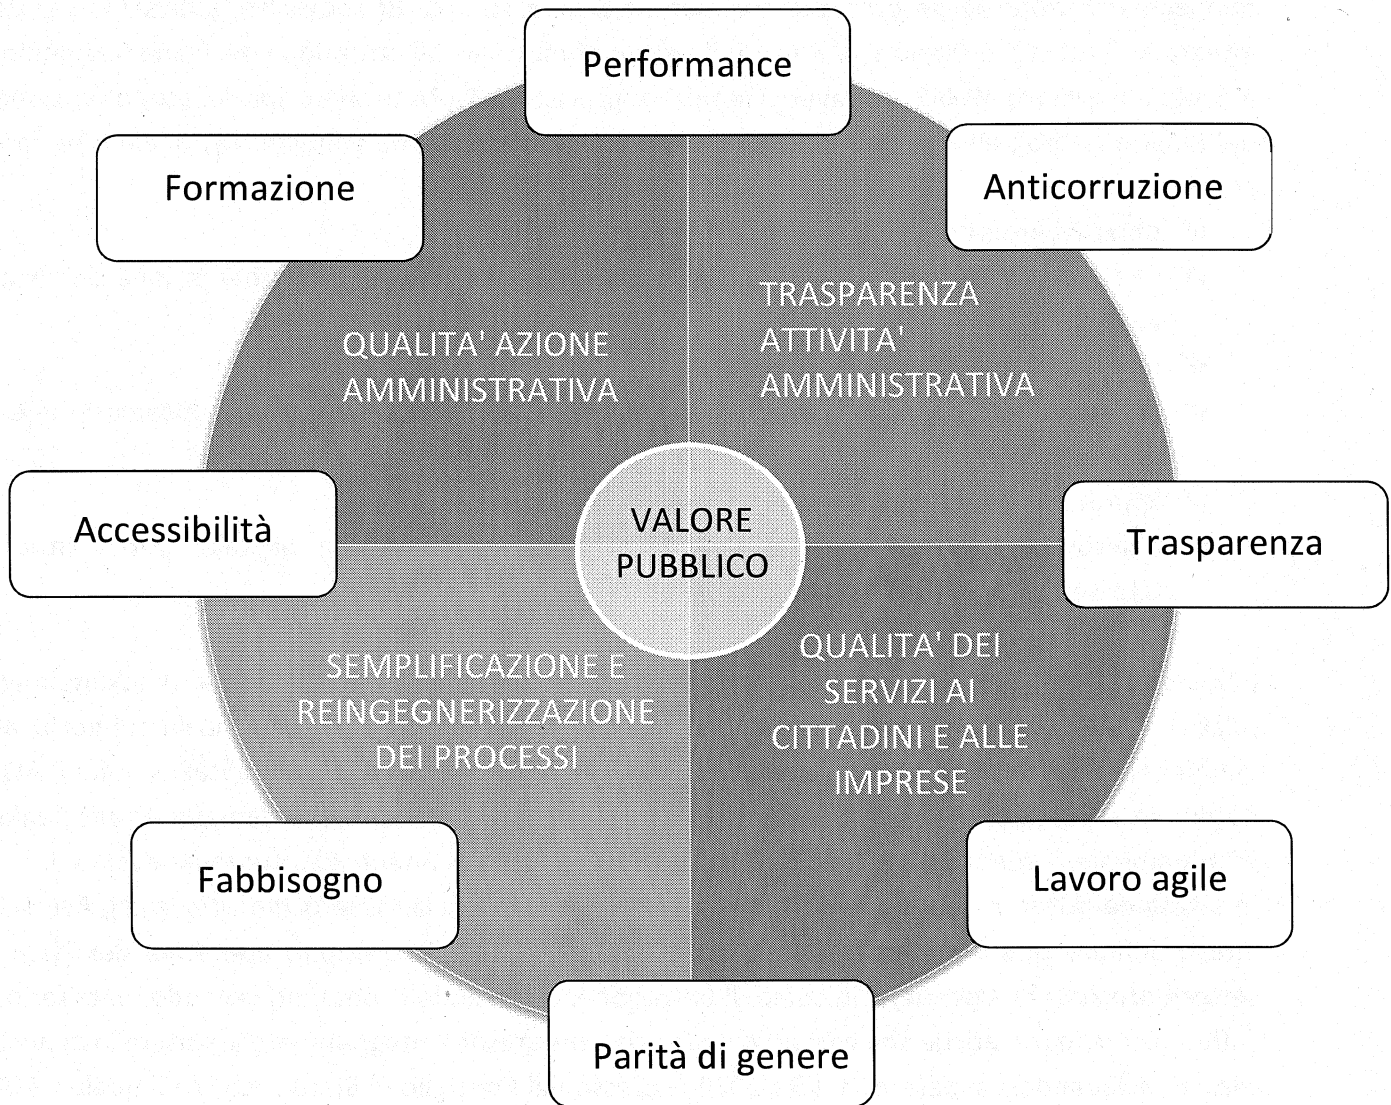 Performance
Formazione
Anticorruzione
TRASPARENZA
ATTIVITA'
AMMINISTRATIVA
QUALITA' AZIONE
AMMINISTRATIVA
Accessibilità
VALORE
PUBBLICO
Trasparenza
SEMPLIFICAZIONE E
REINGEGNERIZZAZIONE
DEI PROCESSI
QUALITA' DEI
SERVIZI AI
CITTADINI E ALLE
IMPRESE
Fabbisogno
Lavoro agile
Parità di genere